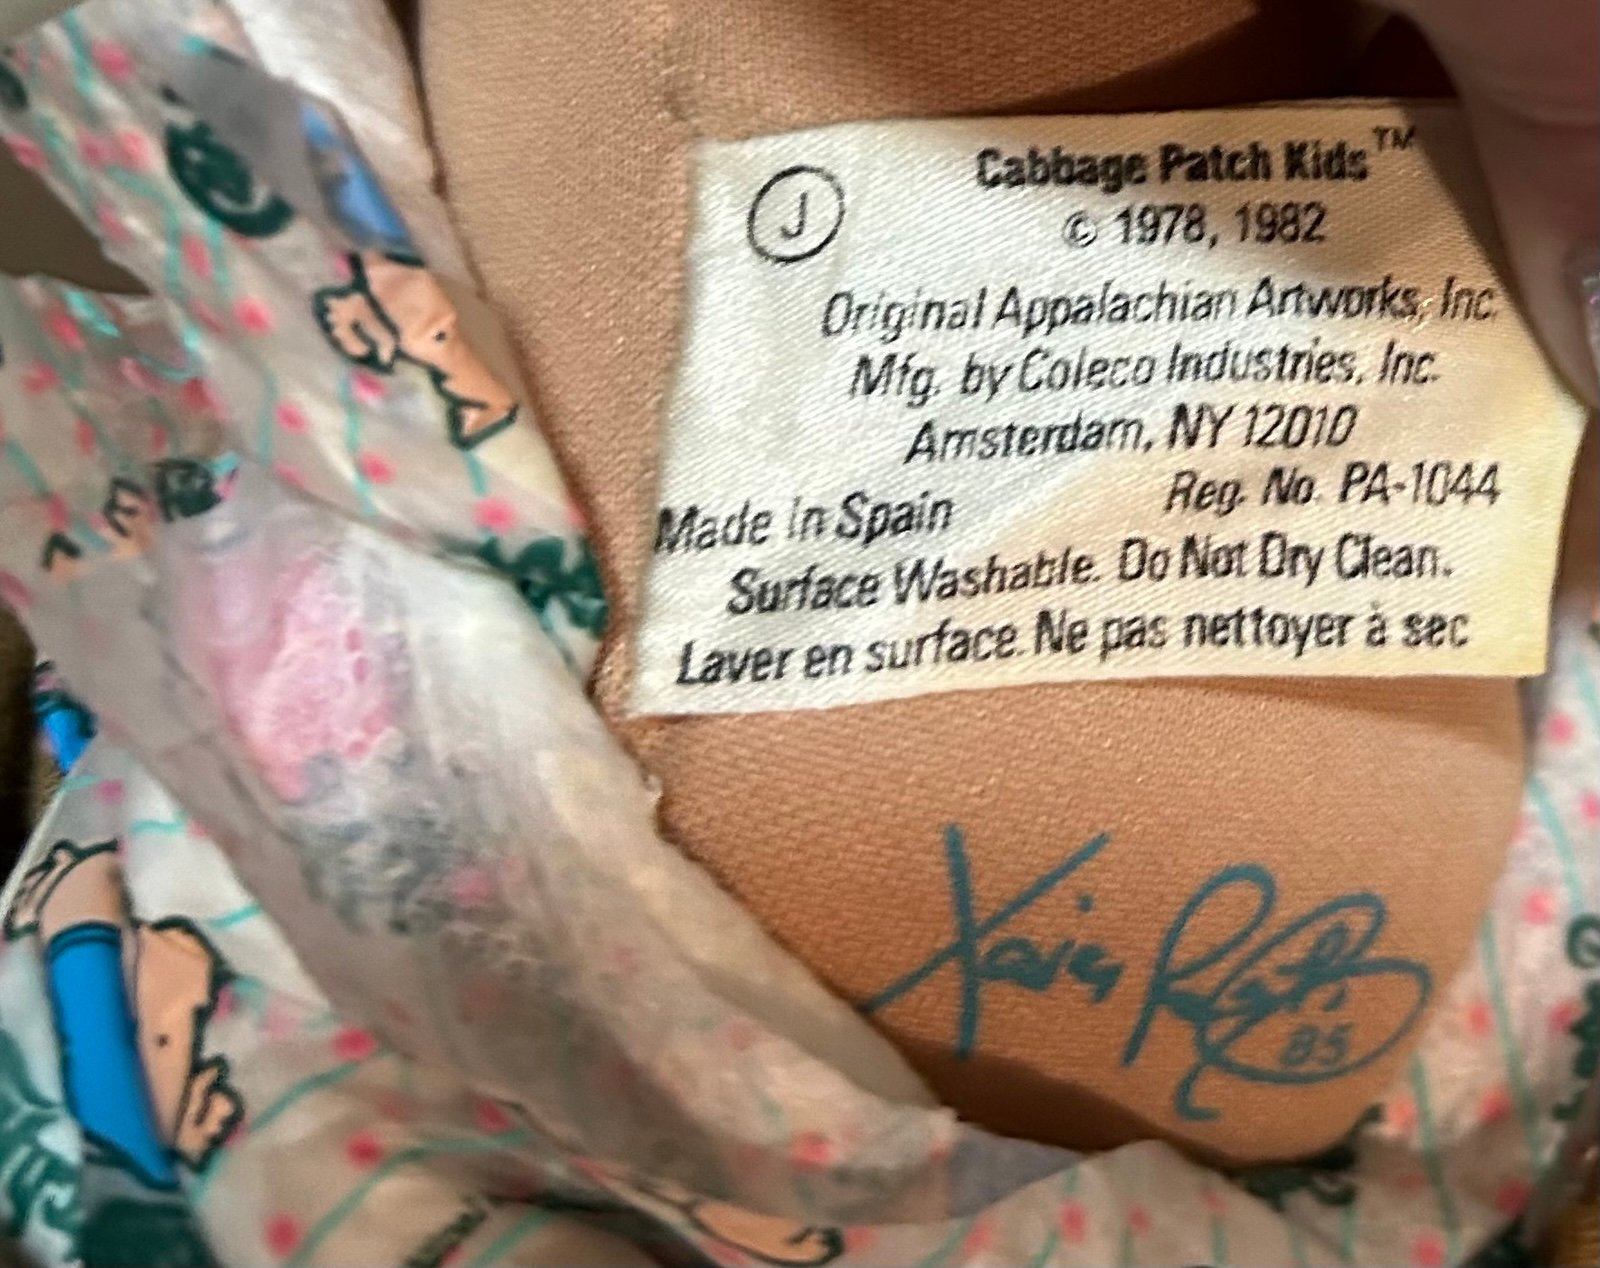 J
Cabbage Patch Kids™
© 1978, 1982
Original Appalachian Artworks, Inc.
Mfg. by Coleco Industries, Inc.
Amsterdam, NY 12010
Reg. No. PA-1044
Made in Spain
Surface Washable. Do Not Dry Clean.
Laver en surface. Ne pas nettoyer à sec
Xavier Roberts
85